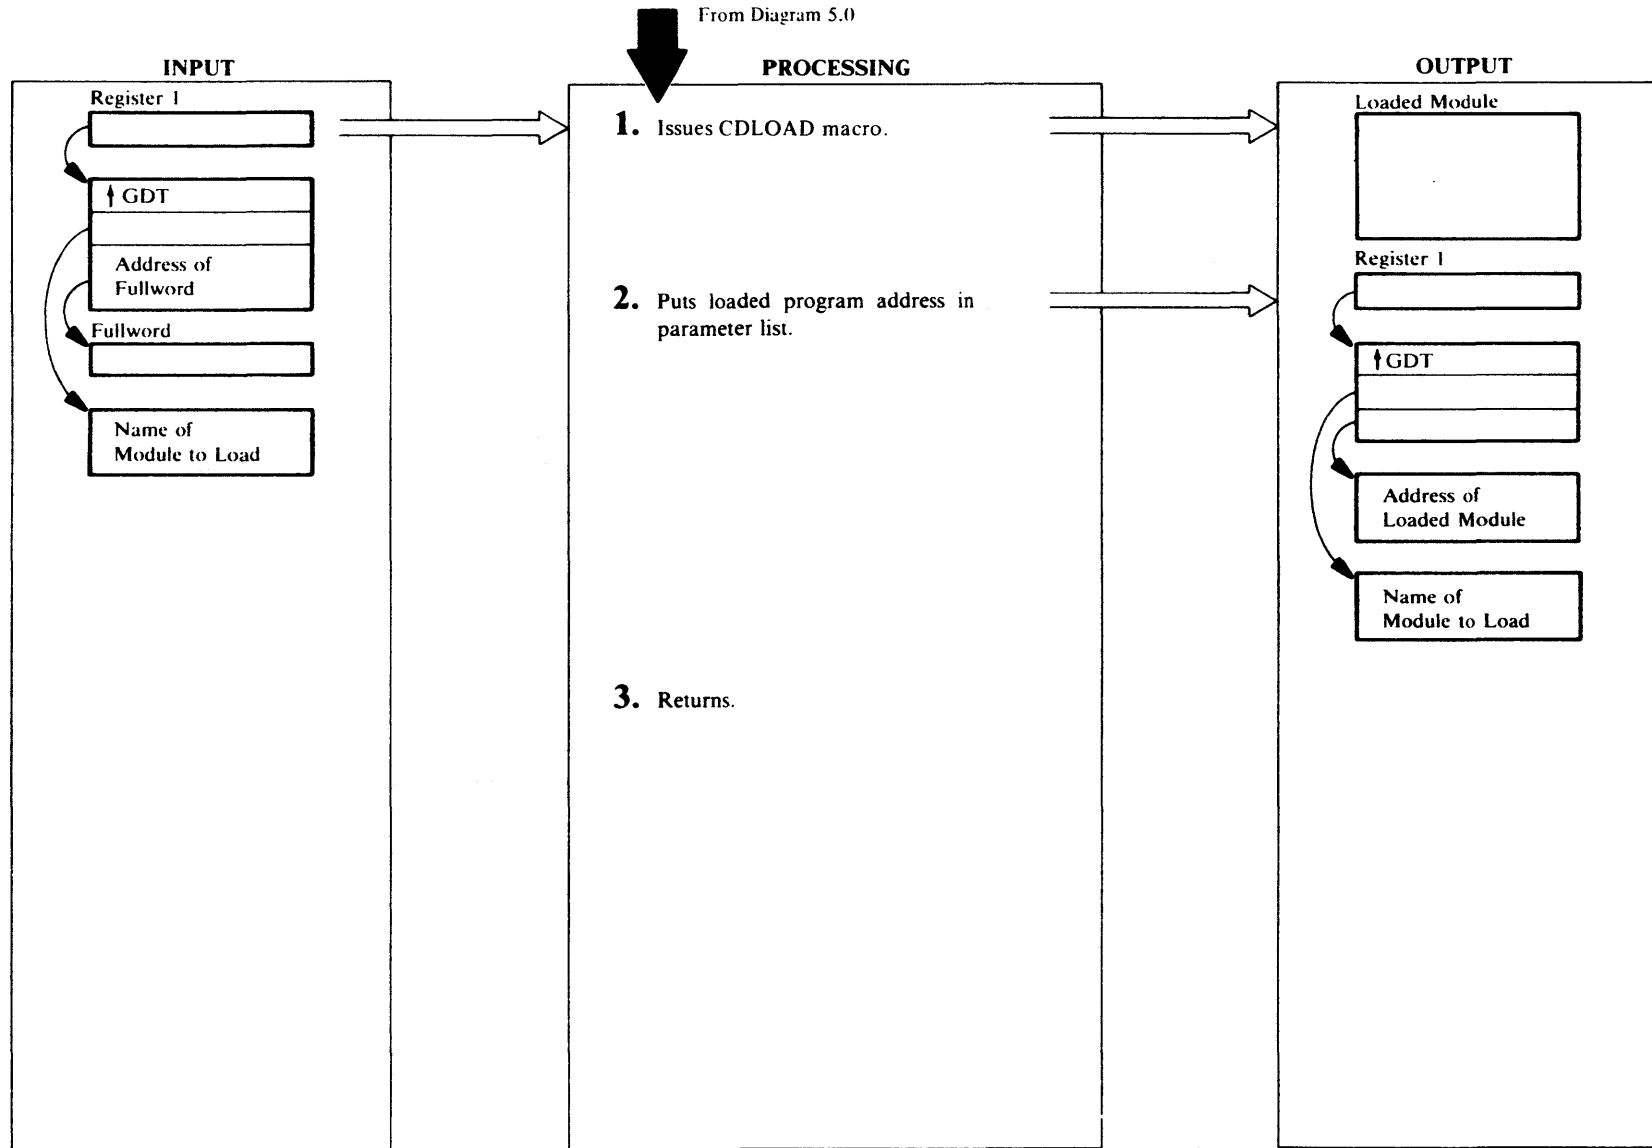 From Diagram 5.0
INPUT
Register 1
↑ GDT
Address of
Fullword
Fullword
Name of
Module to Load
PROCESSING
1. Issues CDLOAD macro.
2. Puts loaded program address in
parameter list.
3. Returns.
OUTPUT
Loaded Module
Register 1
↑ GDT
Address of
Loaded Module
Name of
Module to Load